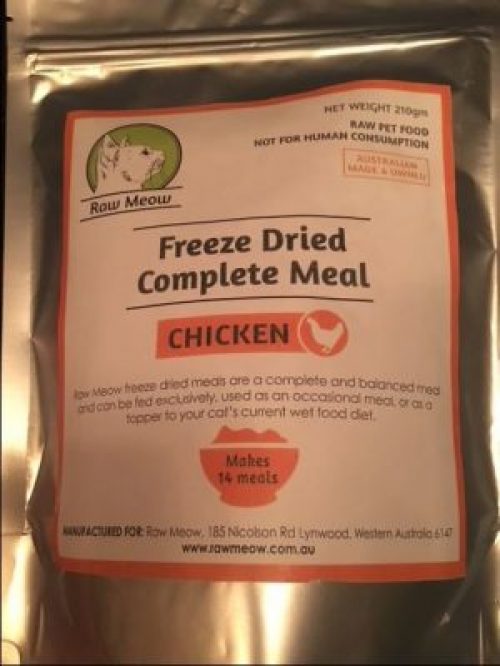 NET WEIGHT 210gm
RAW PET FOOD
NOT FOR HUMAN CONSUMPTION
AUSTRALIAN
MADE & OWNED
Raw Meow
Freeze Dried
Complete Meal
CHICKEN
Raw Meow freeze dried meals are a complete and balanced med
and can be fed exclusively, used as an occasional meal, or as a
topper to your cat's current wet food diet.
Makes
14 meals
MANUFACTURED FOR: Raw Meow, 185 Nicolson Rd Lynwood, Western Australia 6147
www.rawmeow.com.au